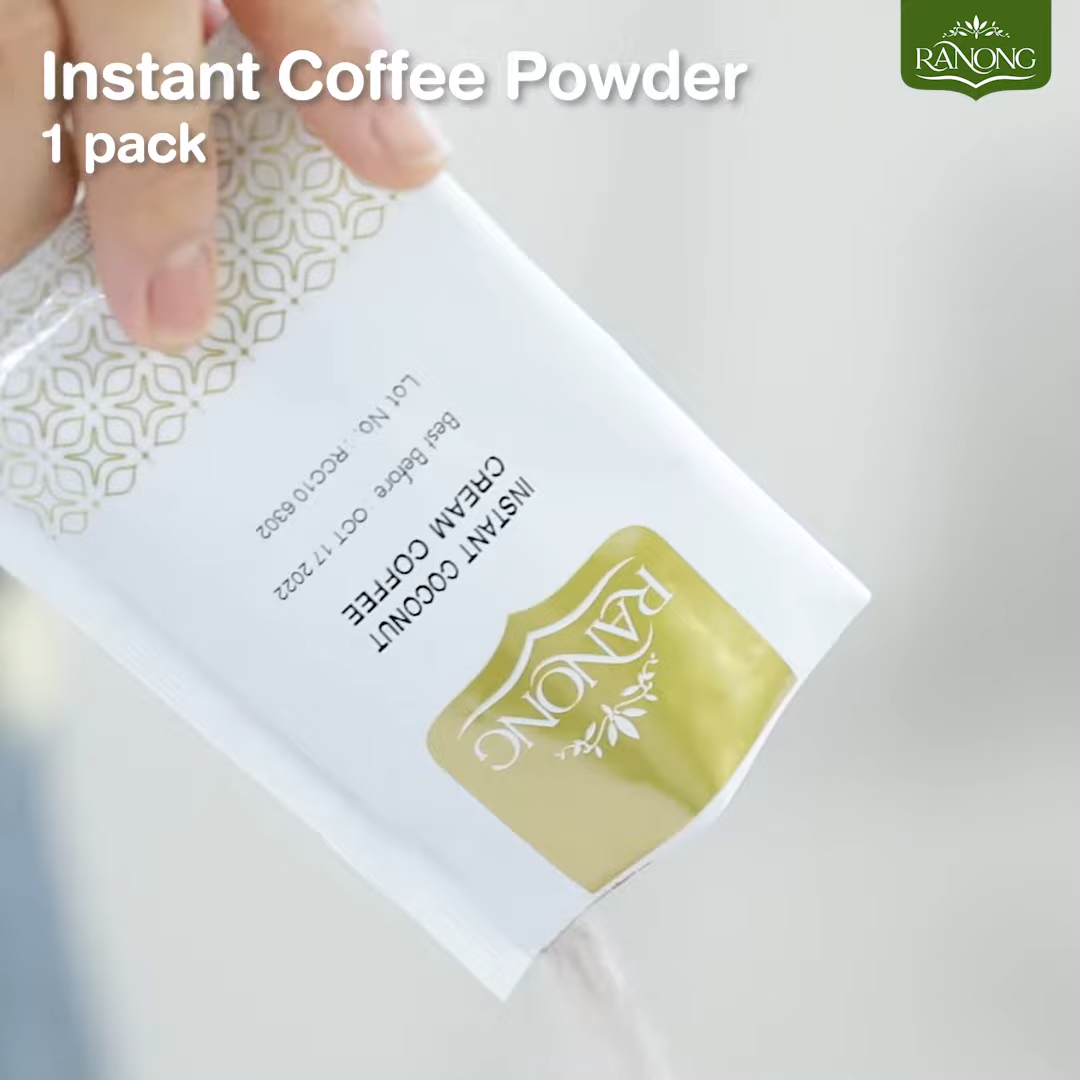 Instant Coffee Powder
1 pack
RANONG
RANONG
INSTANT COCONUT
CREAM COFFEE
Best Before : OCT 17 2022
Lot No. : RCC10 6302